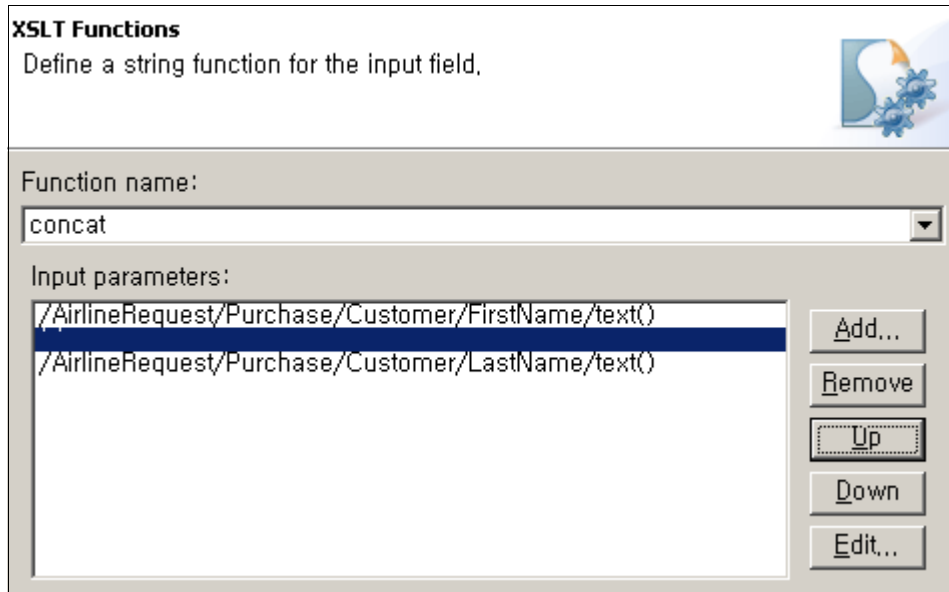 XSLT Functions
Define a string function for the input field.
Function name:
concat
Input parameters:
/AirlineRequest/Purchase/Customer/FirstName/text()
/AirlineRequest/Purchase/Customer/LastName/text()
Add...
Remove
Up
Down
Edit...